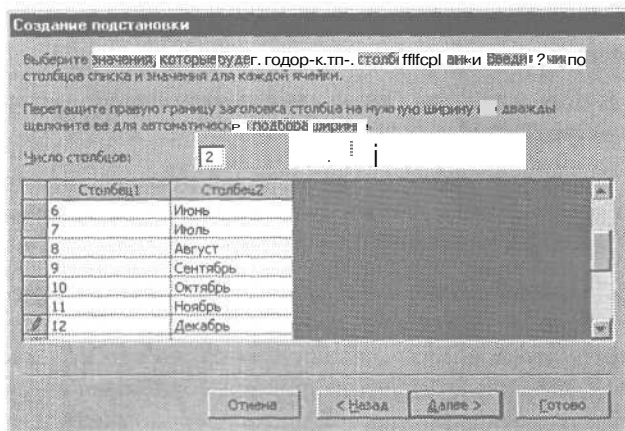 Создание подстановки
Выберите значения, которые
столбцов списка и значения для каждой ячейки.
Перетащите правую границу заголовка столбца на нужную ширину дважды
щелкните ее для подбора
Число столбцов: 2
Столбец1 Столбец2
6 Июнь
7 Июль
8 Август
9 Сентябрь
10 Октябрь
11 Ноябрь
12 Декабрь
Отмена < Назад Далее > Готово